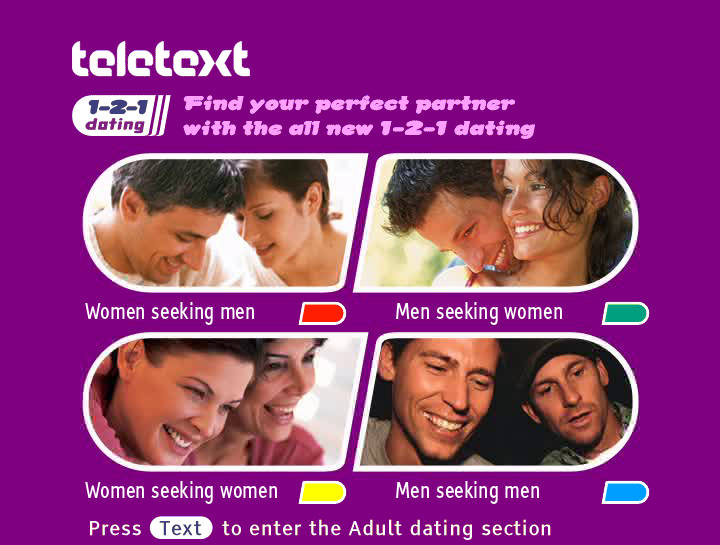 teletext
1-2-1
dating
Find your perfect partner
with the all new 1-2-1 dating
Women seeking men
Men seeking women
Women seeking women
Men seeking men
Press Text to enter the Adult dating section